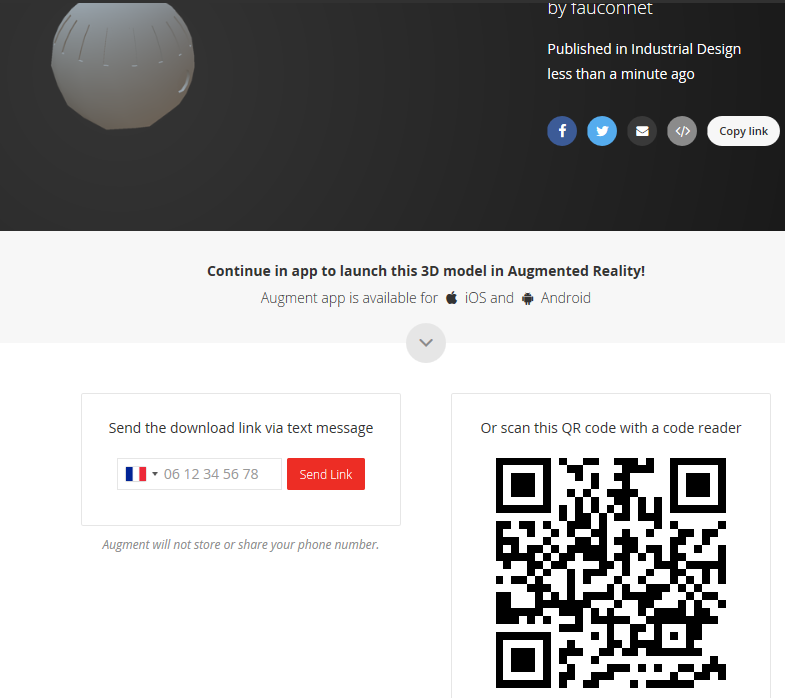 by fauconnet
Published in Industrial Design
less than a minute ago
Copy link
Continue in app to launch this 3D model in Augmented Reality!
Augment app is available for iOS and Android
Send the download link via text message
06 12 34 56 78
Send Link
Augment will not store or share your phone number.
Or scan this QR code with a code reader